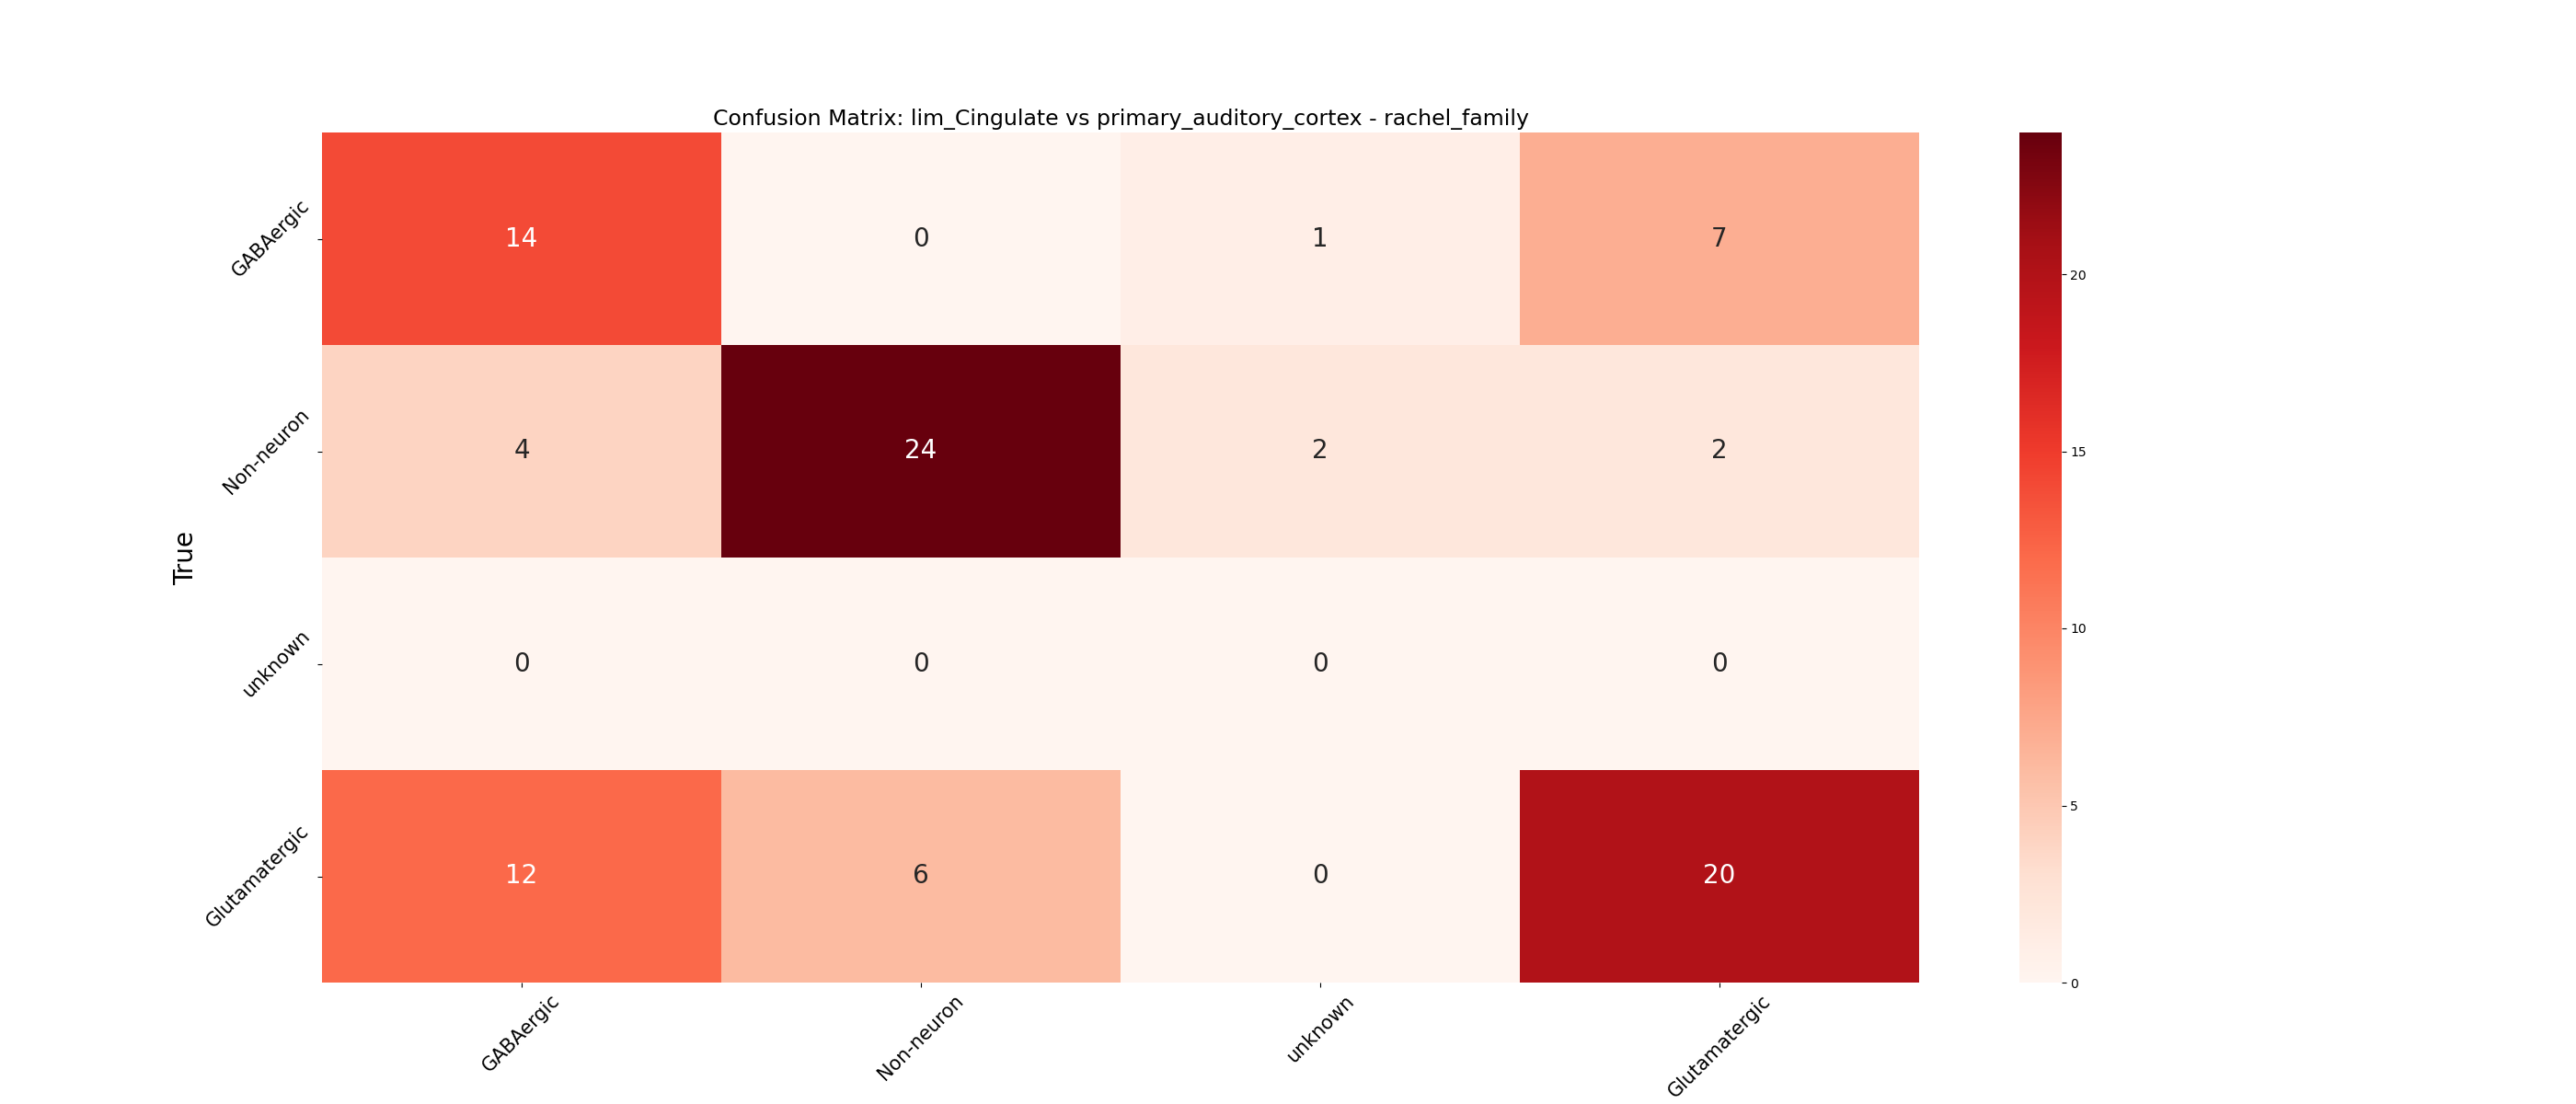 Confusion Matrix: lim_Cingulate vs primary_auditory_cortex - rachel_family
True
GABAergic
14 0 1 7
Non-neuron
4 24 2 2
unknown
0 0 0 0
Glutamatergic
12 6 0 20
GABAergic Non-neuron unknown Glutamatergic
20
15
10
5
0